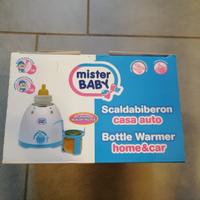 mister
BABY
Scaldabiberon
casa auto
Bottle Warmer
home&car